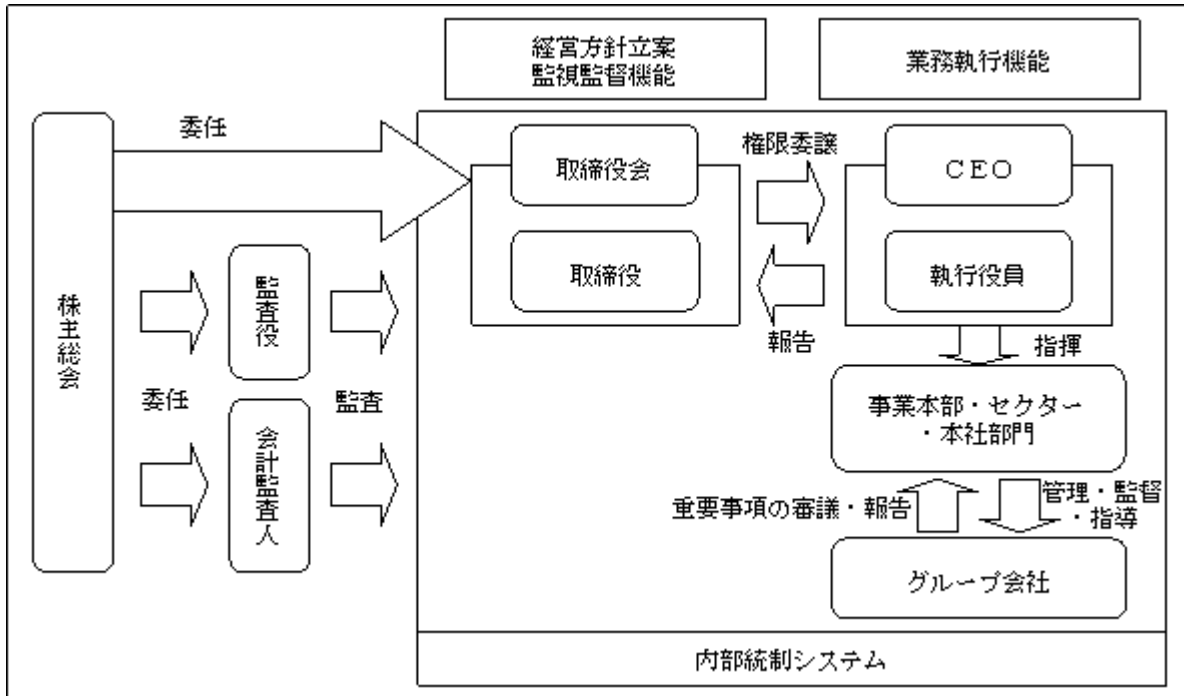 経営方針立案
監視監督機能
業務執行機能
委任
権限委譲
取締役会
ＣＥＯ
取締役
執行役員
報告
指揮
株主総会
監査役
委任
監査
会計監査人
事業本部・セクター
・本社部門
重要事項の審議・報告
管理・監督
・指導
グループ会社
内部統制システム